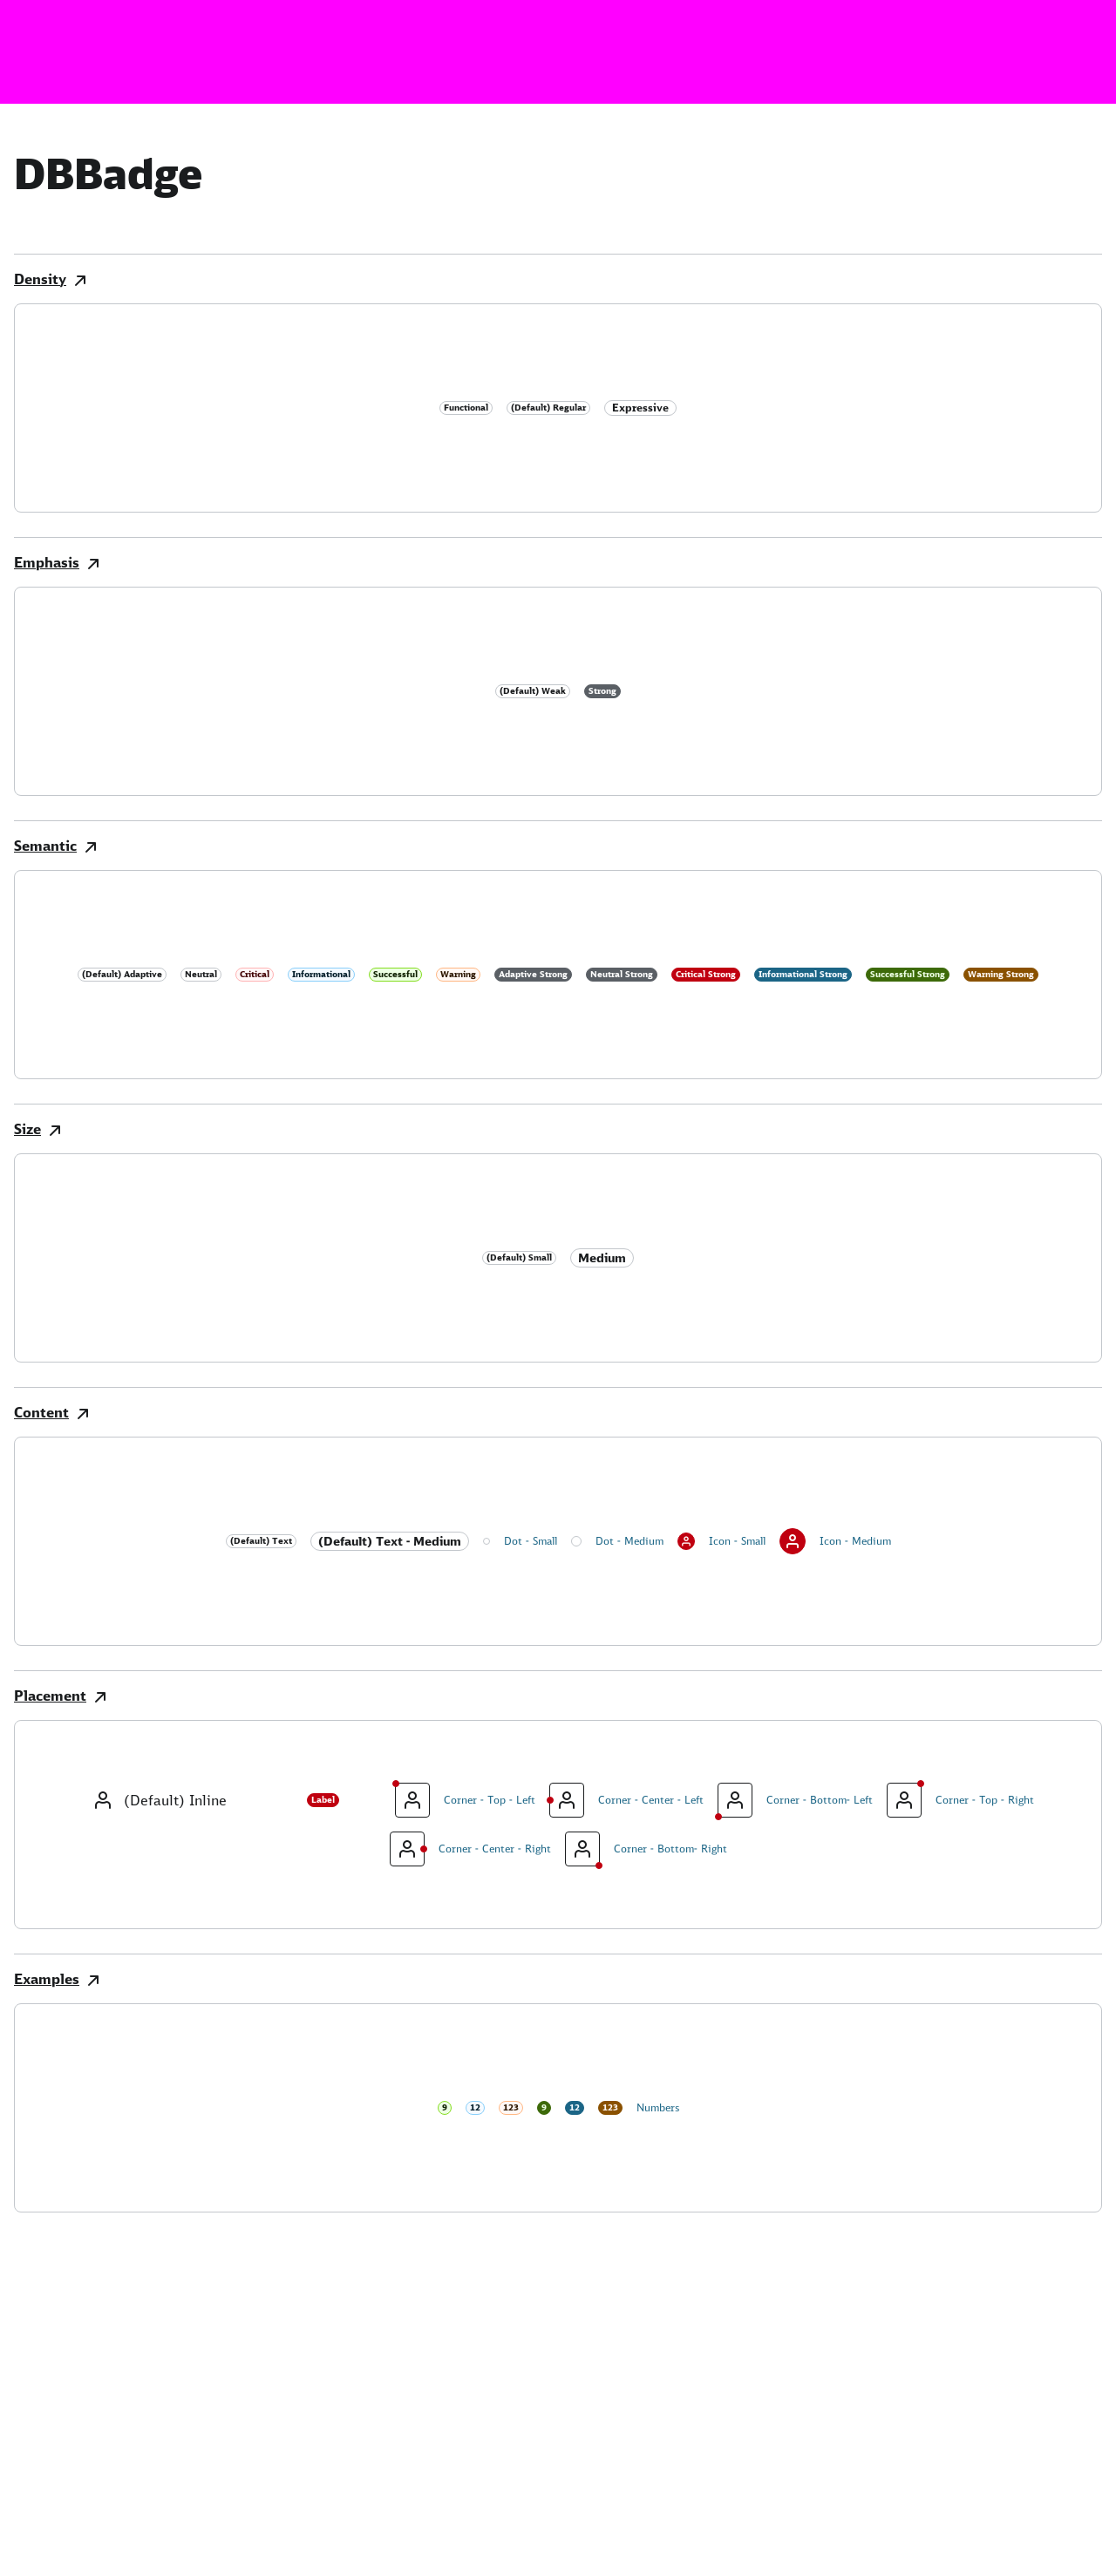 DBBadge
Density
Functional (Default) Regular Expressive
Emphasis
(Default) Weak Strong
Semantic
(Default) Adaptive Neutral Critical Informational Successful Warning Adaptive Strong Neutral Strong Critical Strong Informational Strong Successful Strong Warning Strong
Size
(Default) Small Medium
Content
(Default) Text (Default) Text - Medium Dot - Small Dot - Medium Icon - Small Icon - Medium
Placement
(Default) Inline Label Corner - Top - Left Corner - Center - Left Corner - Bottom- Left Corner - Top - Right
Corner - Center - Right Corner - Bottom- Right
Examples
9 12 123 9 12 123 Numbers